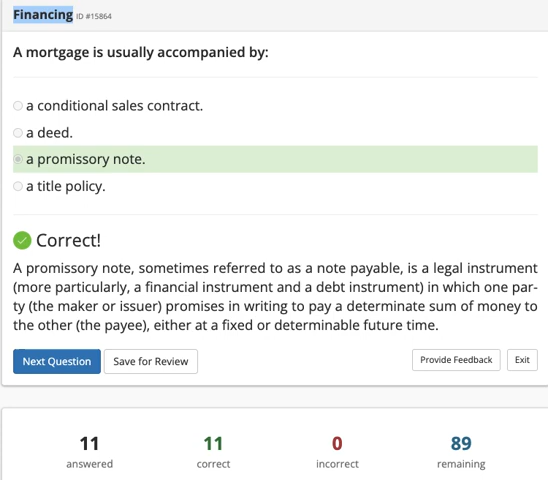 Financing ID #15864
A mortgage is usually accompanied by:
a conditional sales contract.
a deed.
a promissory note.
a title policy.
Correct!
A promissory note, sometimes referred to as a note payable, is a legal instrument
(more particularly, a financial instrument and a debt instrument) in which one par-
ty (the maker or issuer) promises in writing to pay a determinate sum of money to
the other (the payee), either at a fixed or determinable future time.
Next Question Save for Review Provide Feedback Exit
11 11 0 89
answered correct incorrect remaining